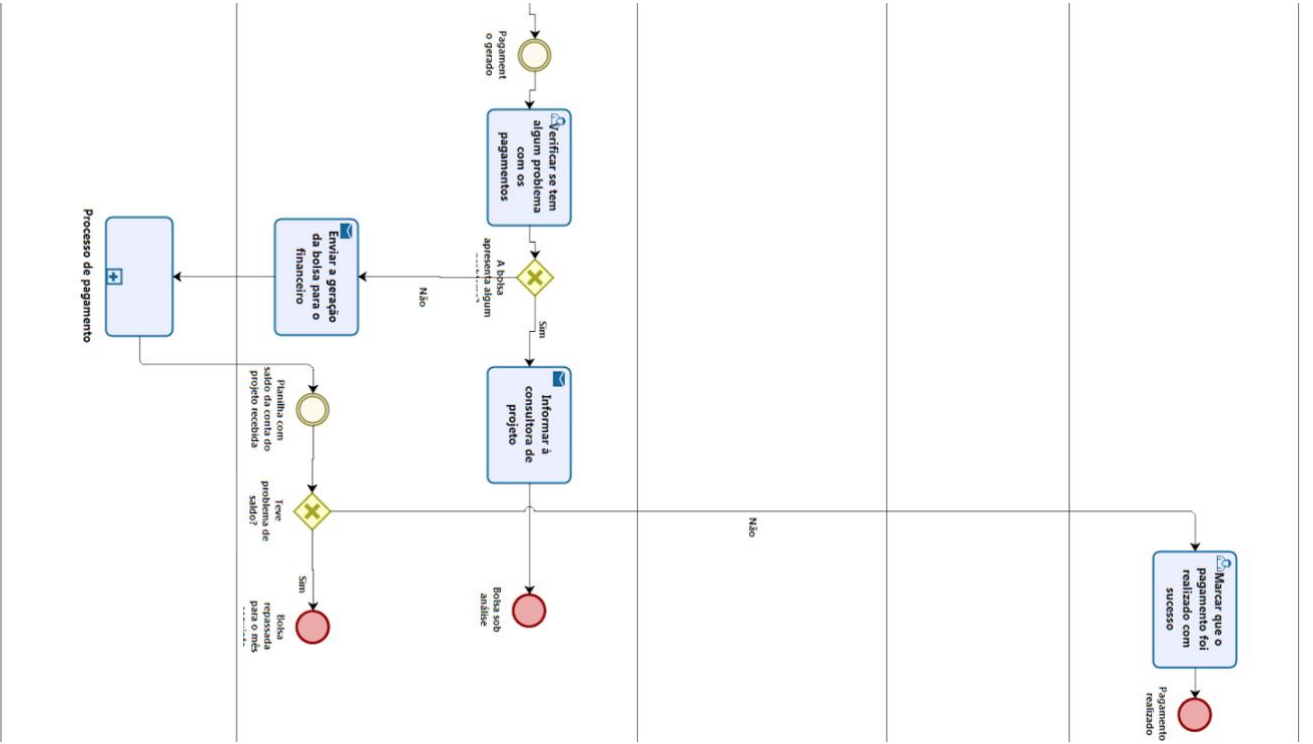 Pagament
o gerado
Verificar se tem
algum problema
com os
pagamentos
A bolsa
apresenta algum
Não
Sim
Enviar a geração
da bolsa para o
financeiro
Processo de pagamento
Informar à
consultora de
projeto
Bolsa sob
análise
Planilha com
saldo da conta do
projeto recebida
Teve
problema de
saldo?
Sim
Bolsa
repassada
para o mês
Não
Marcar que o
pagamento foi
realizado com
sucesso
Pagamento
realizado